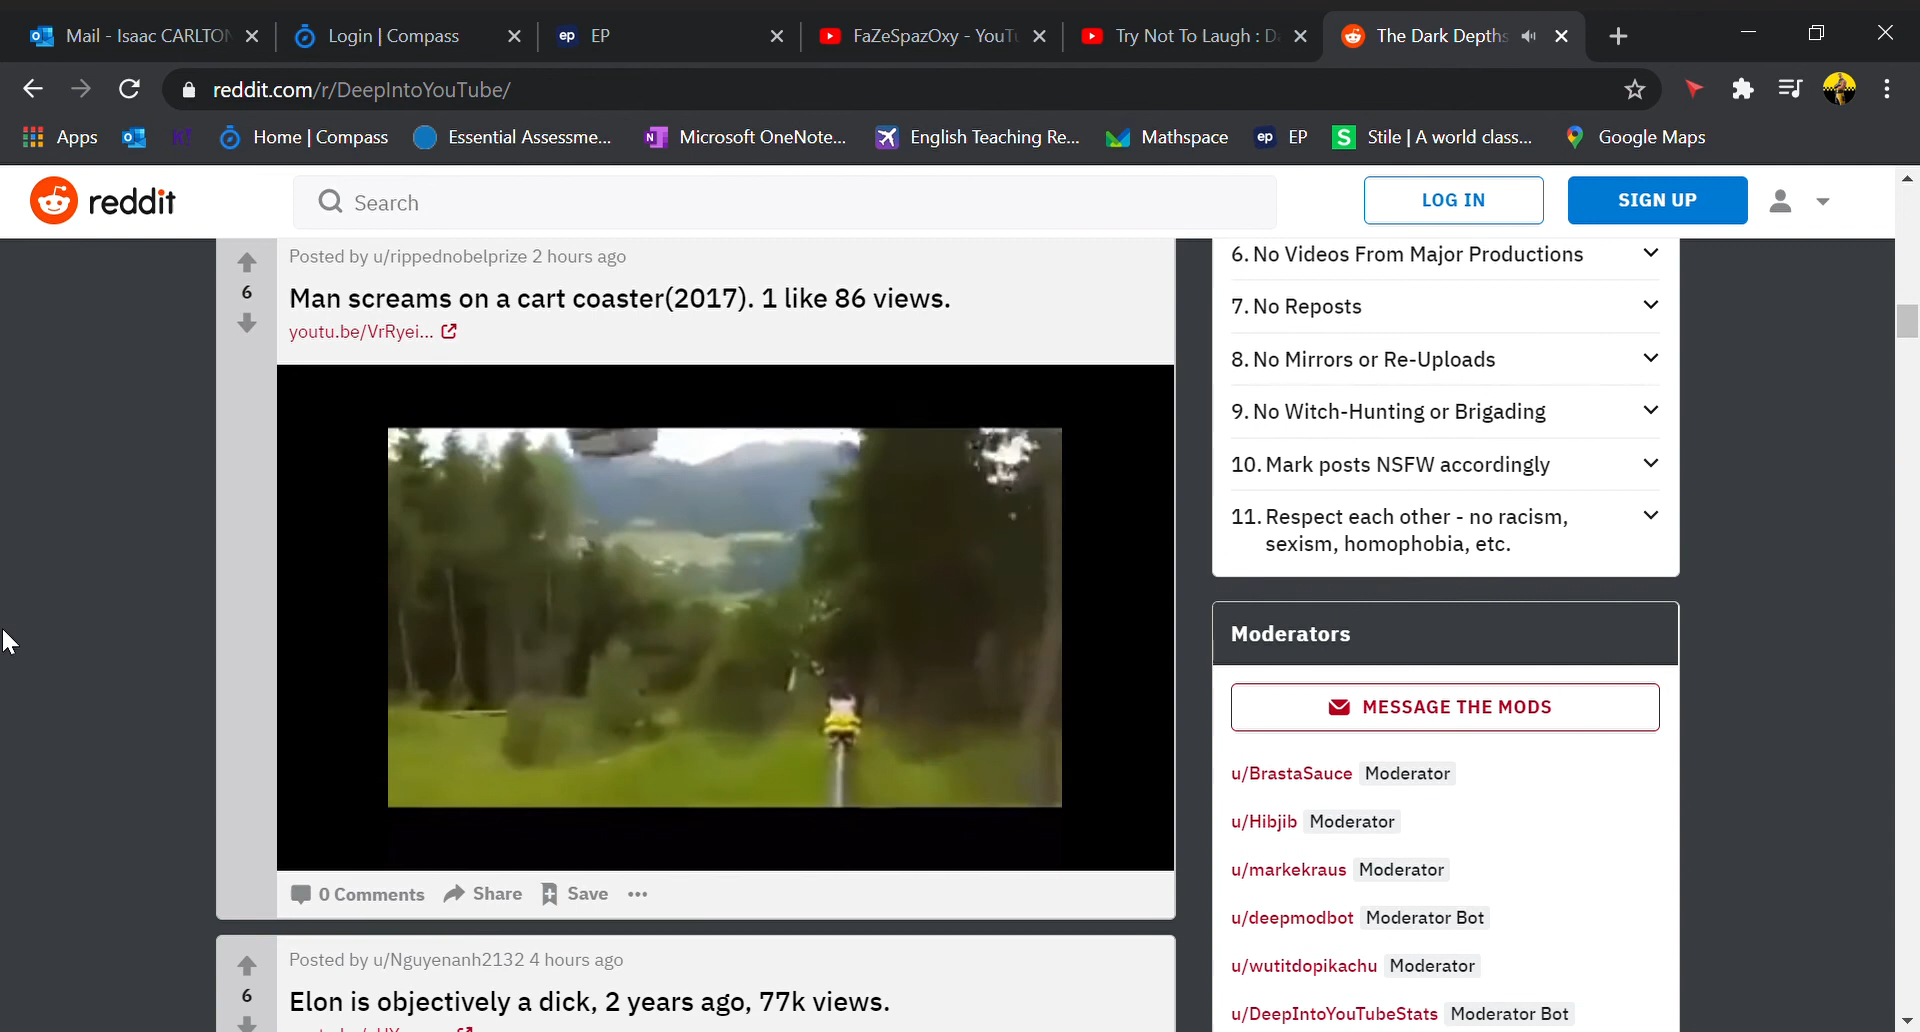 Mail - Isaac CARLTON
Login | Compass
ep EP
FaZeSpazOxy - YouTu
Try Not To Laugh : Da
The Dark Depths
reddit.com/r/DeepIntoYouTube/
Apps
Home | Compass
Essential Assessme...
Microsoft OneNote...
English Teaching Re...
Mathspace
ep EP
S Stile | A world class...
Google Maps
reddit
Search
LOG IN
SIGN UP
Posted by u/rippednobelprize 2 hours ago
6
Man screams on a cart coaster(2017). 1 like 86 views.
youtu.be/VrRyei...
0 Comments
Share
Save
Posted by u/Nguyenanh2132 4 hours ago
6
Elon is objectively a dick, 2 years ago, 77k views.
6. No Videos From Major Productions
7. No Reposts
8. No Mirrors or Re-Uploads
9. No Witch-Hunting or Brigading
10. Mark posts NSFW accordingly
11. Respect each other - no racism,
sexism, homophobia, etc.
Moderators
MESSAGE THE MODS
u/BrastaSauce Moderator
u/Hibjib Moderator
u/markekraus Moderator
u/deepmodbot Moderator Bot
u/wutitdopikachu Moderator
u/DeepIntoYouTubeStats Moderator Bot